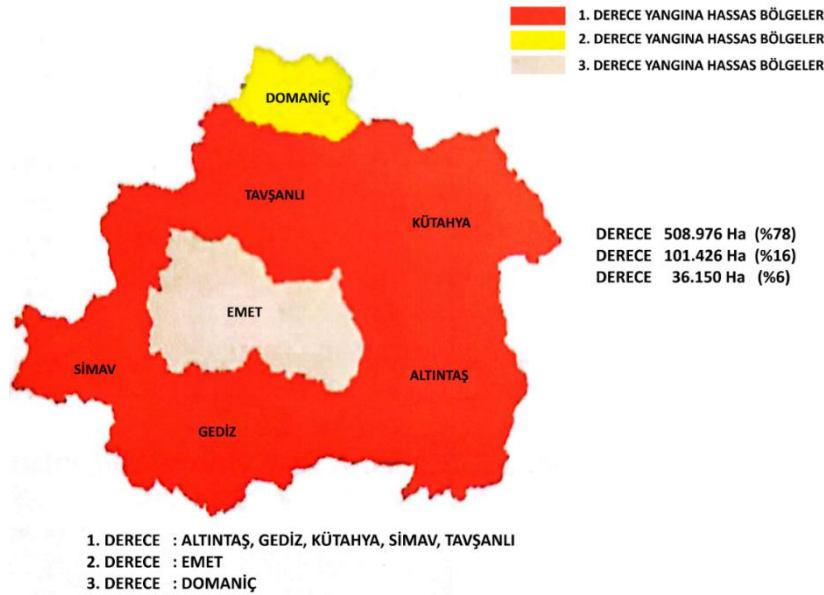 1. DERECE YANGINA HASSAS BÖLGELER
2. DERECE YANGINA HASSAS BÖLGELER
3. DERECE YANGINA HASSAS BÖLGELER
DOMANİÇ
TAVŞANLI
KÜTAHYA
DERECE 508.976 Ha (%78)
DERECE 101.426 Ha (%16)
DERECE 36.150 Ha (%6)
EMET
SİMAV
ALTINTAŞ
GEDİZ
1. DERECE : ALTINTAŞ, GEDİZ, KÜTAHYA, SİMAV, TAVŞANLI
2. DERECE : EMET
3. DERECE : DOMANİÇ